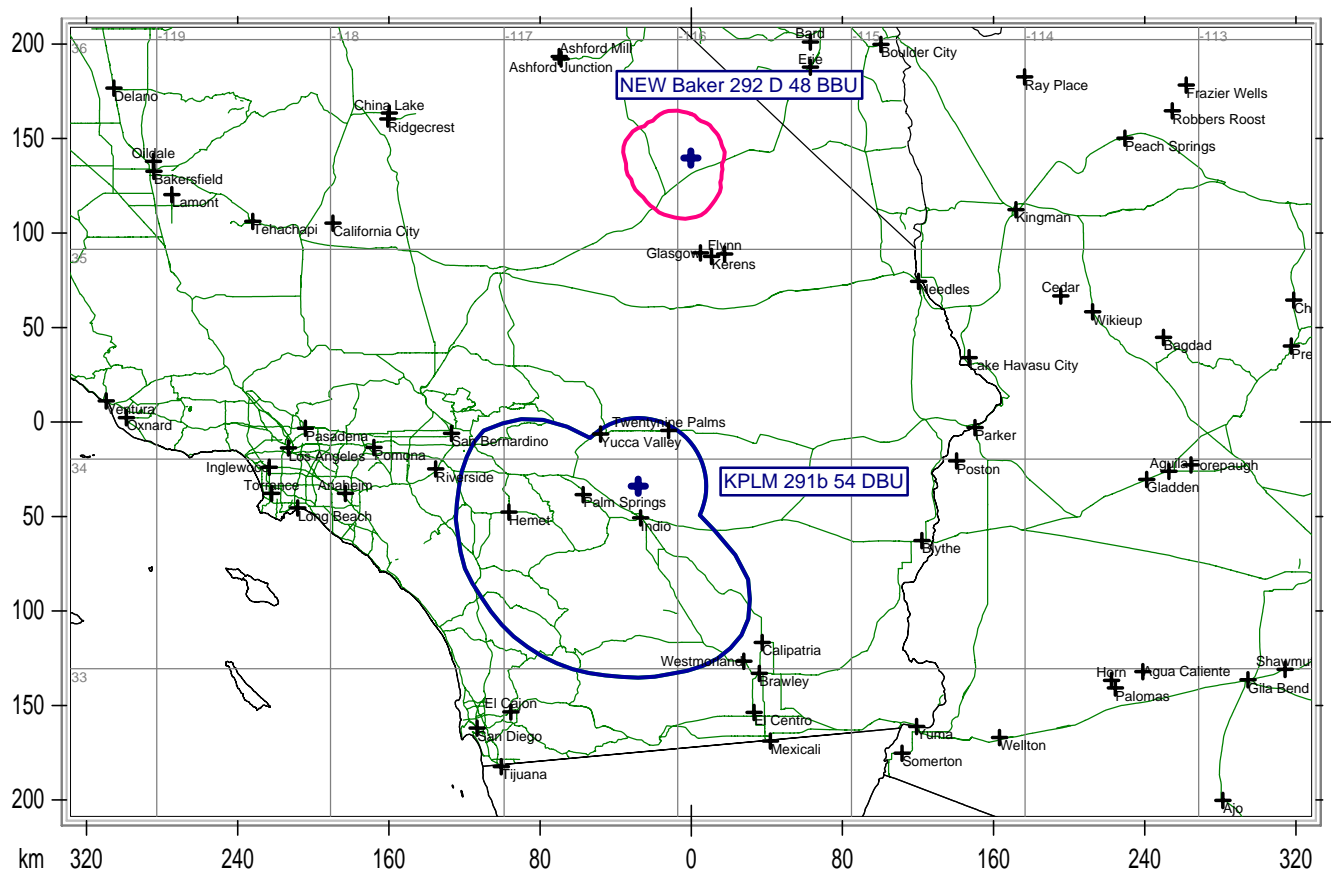 -119
-118
-117
-116
-115
-114
-113
36
35
34
33
200
150
100
50
0
50
100
150
200
Bard
Erie
Boulder City
Ashford Mill
Ashford Junction
NEW Baker 292 D 48 BBU
Ray Place
Frazier Wells
Robbers Roost
Peach Springs
Delano
China Lake
Ridgecrest
Oildale
Bakersfield
Lamont
Tehachapi
California City
Kingman
Glasgow
Flynn
Kerens
Needles
Cedar
Wikieup
Ch
Bagdad
Pre
Lake Havasu City
Ventura
Oxnard
Pasadena
Los Angeles
Pomona
San Bernardino
Twentynine Palms
Yucca Valley
Parker
Inglewood
Riverside
Poston
Aguila
Gladden
Torrance
Anaheim
Palm Springs
KPLM 291b 54 DBU
Long Beach
Hemet
Indio
Blythe
Calipatria
Brawley
El Cajon
San Diego
El Centro
Mexicali
Tijuana
Yuma
Somerton
Wellton
Horn
Agua Caliente
Palomas
Shawmu
Gila Bend
Ajo
km
320
240
160
80
0
80
160
240
320